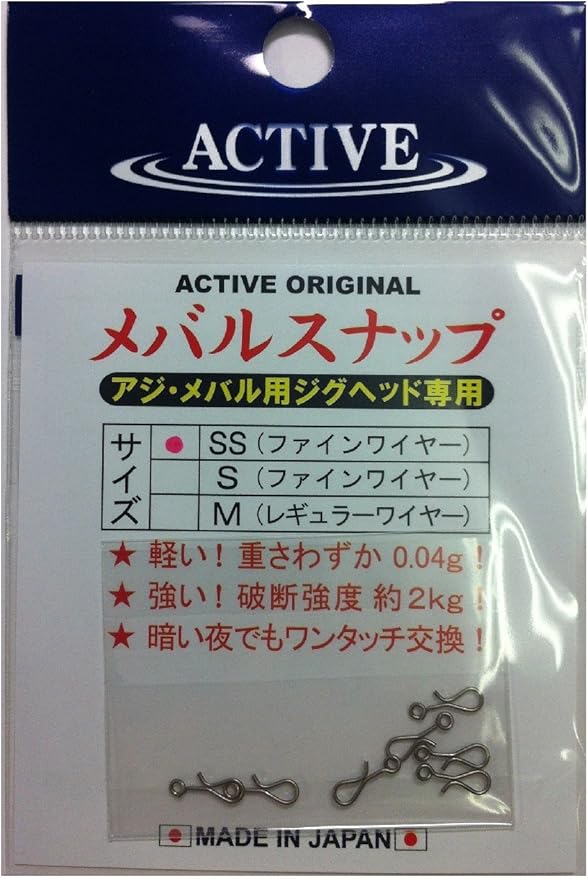 ACTIVE
ACTIVE ORIGINAL
メバルスナップ
アジ・メバル用ジグヘッド専用
サイズ
SS(ファインワイヤー)
S(ファインワイヤー)
M(レギュラーワイヤー)
★ 軽い！重さわずか 0.04g！
★ 強い！破断強度 約2kg！
★ 暗い夜でもワンタッチ交換！
MADE IN JAPAN